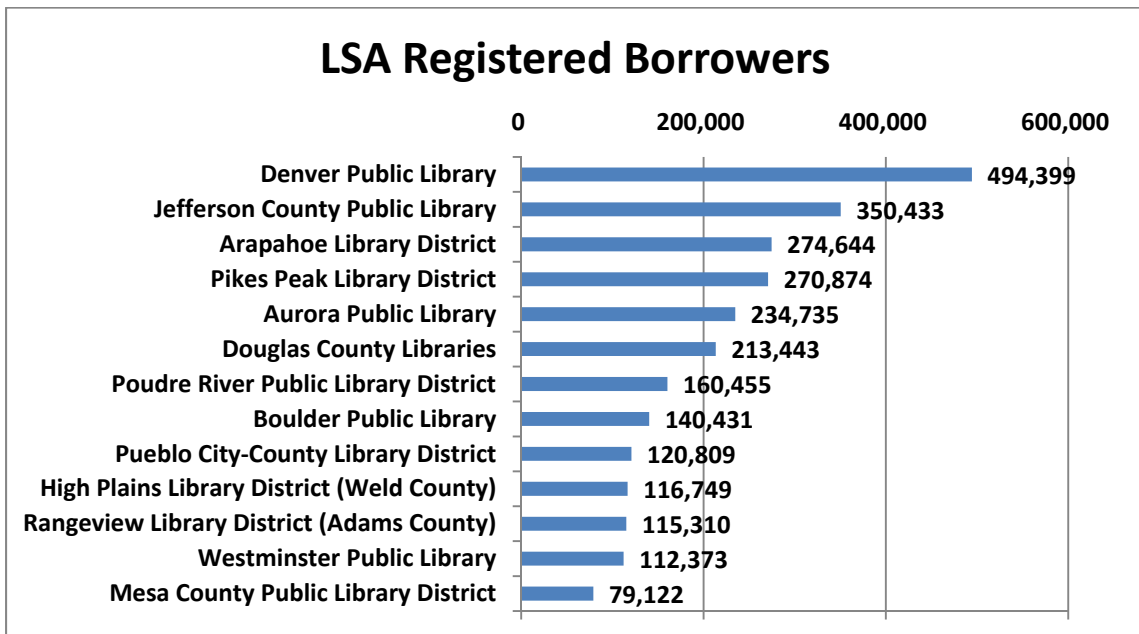 LSA Registered Borrowers
0 200,000 400,000 600,000
Denver Public Library 494,399
Jefferson County Public Library 350,433
Arapahoe Library District 274,644
Pikes Peak Library District 270,874
Aurora Public Library 234,735
Douglas County Libraries 213,443
Poudre River Public Library District 160,455
Boulder Public Library 140,431
Pueblo City-County Library District 120,809
High Plains Library District (Weld County) 116,749
Rangeview Library District (Adams County) 115,310
Westminster Public Library 112,373
Mesa County Public Library District 79,122